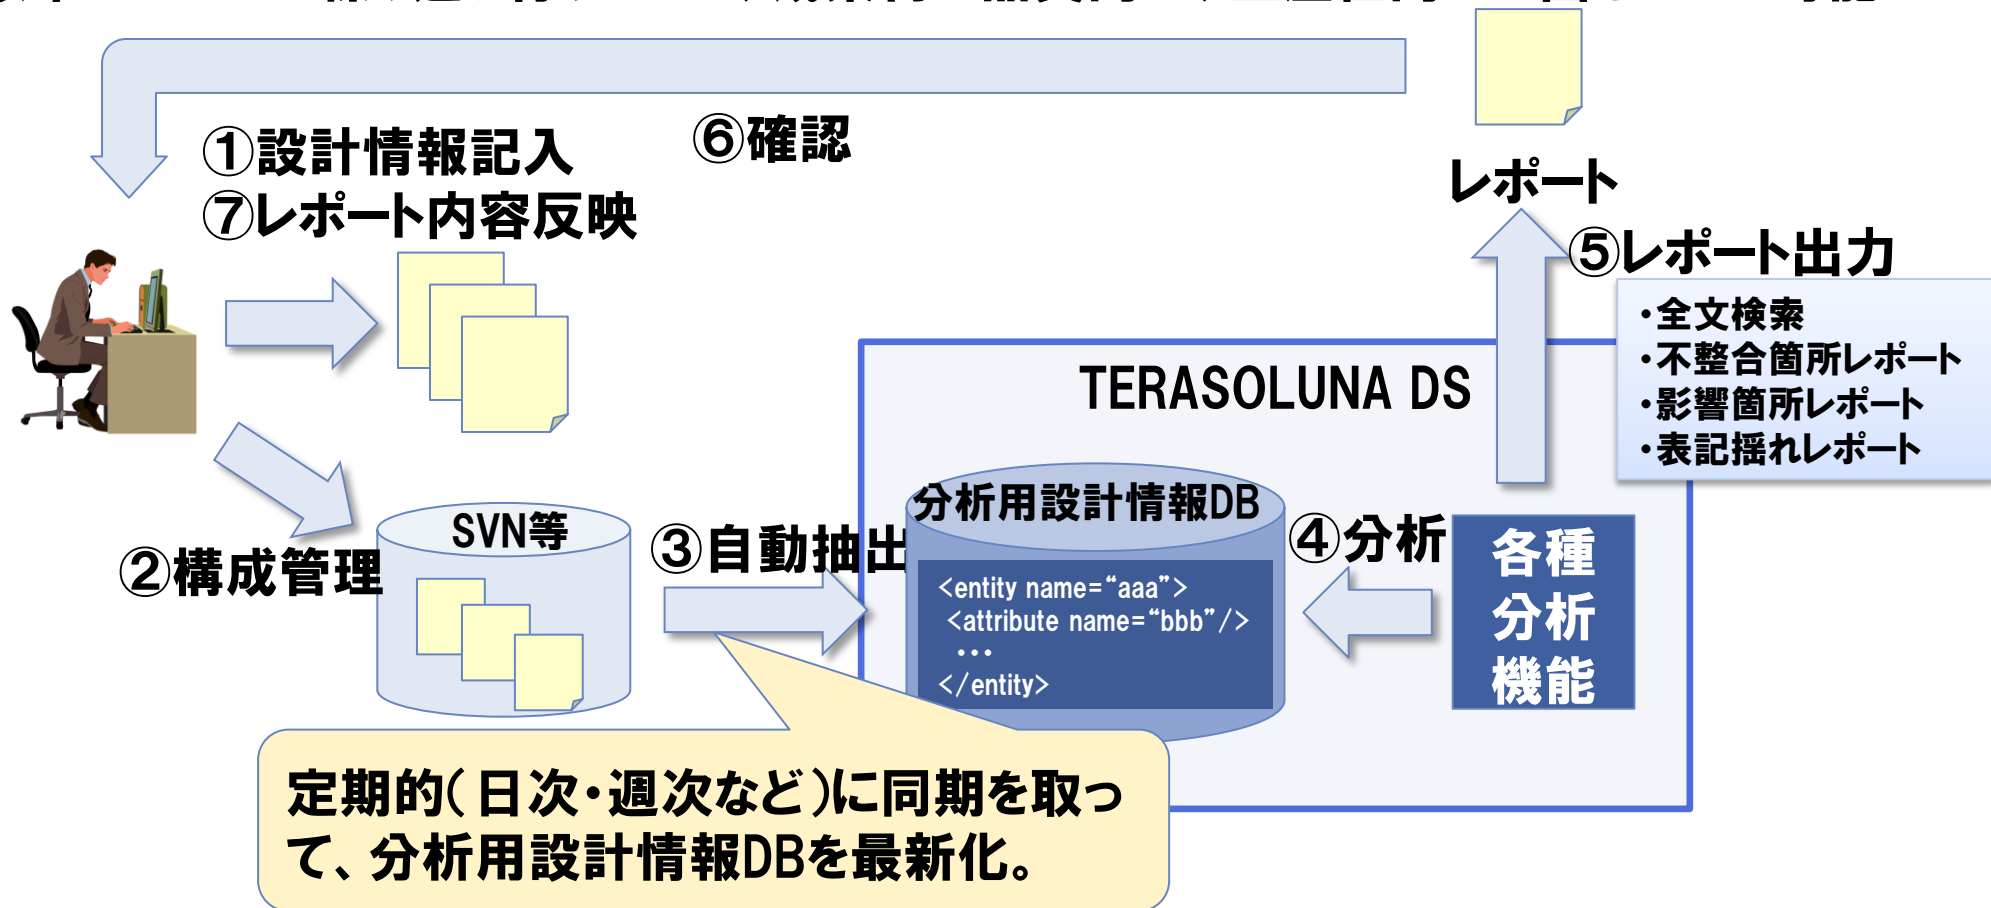 ①設計情報記入
⑦レポート内容反映
⑥確認
レポート
⑤レポート出力
・全文検索
・不整合箇所レポート
・影響箇所レポート
・表記揺れレポート
TERASOLUNA DS
②構成管理
SVN等
③自動抽出
分析用設計情報DB
<entity name=“aaa”>
<attribute name=“bbb”/>
...
</entity>
④分析
各種
分析
機能
定期的(日次・週次など)に同期を取っ
て、分析用設計情報DBを最新化。